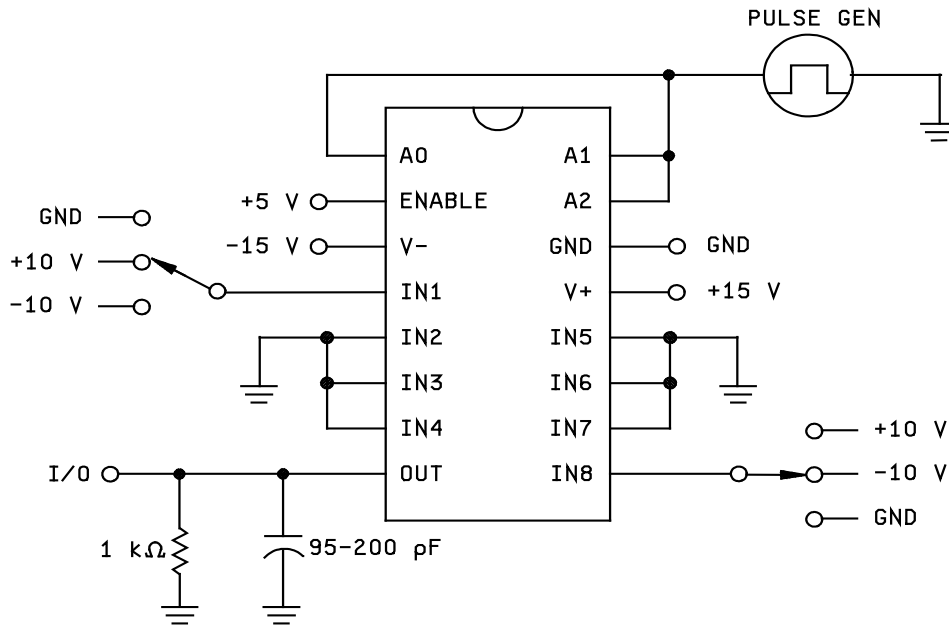 PULSE GEN
A0
A1
+5 V
ENABLE
A2
GND
-15 V
V-
GND
GND
+10 V
IN1
V+
+15 V
-10 V
IN2
IN5
IN3
IN6
IN4
IN7
+10 V
I/O
OUT
IN8
-10 V
GND
1 kΩ
95-200 pF